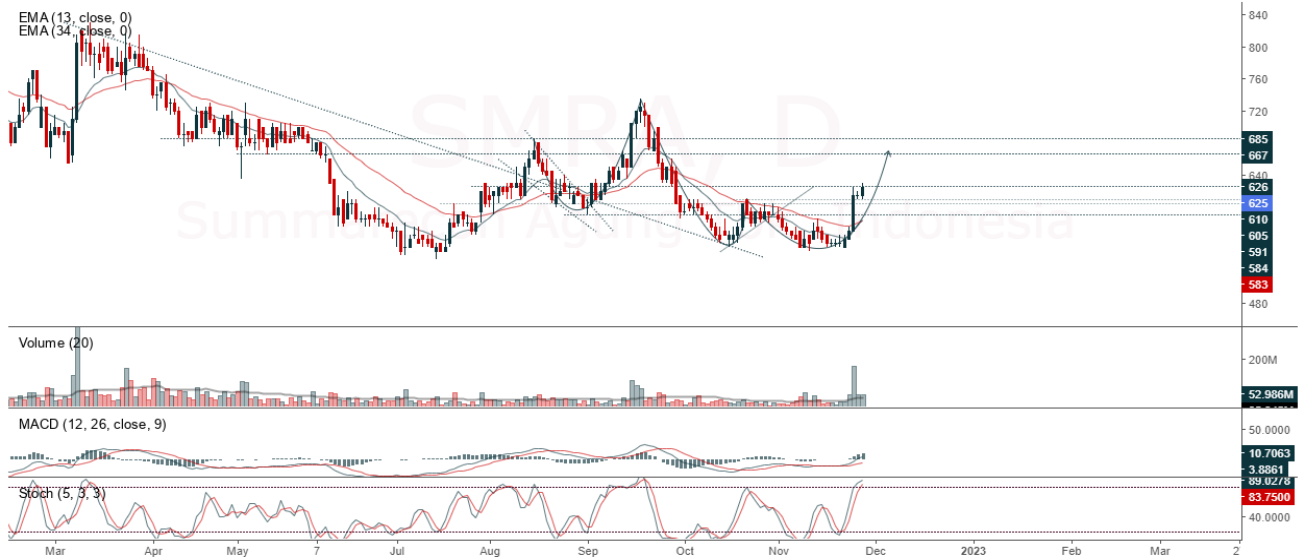 EMA (13, close, 0)
EMA (34, close, 0)
SMRA, D
Indonesia
840
800
760
720
685
667
640
626
625
610
605
591
584
583
480
Volume (20)
200M
52.986M
MACD (12, 26, close, 9)
50.0000
10.7063
3.8861
89.0278
Stoch (5, 3, 3)
83.7500
40.0000
Mar
Apr
May
7
Jul
Aug
Sep
Oct
Nov
Dec
2023
Feb
Mar
2